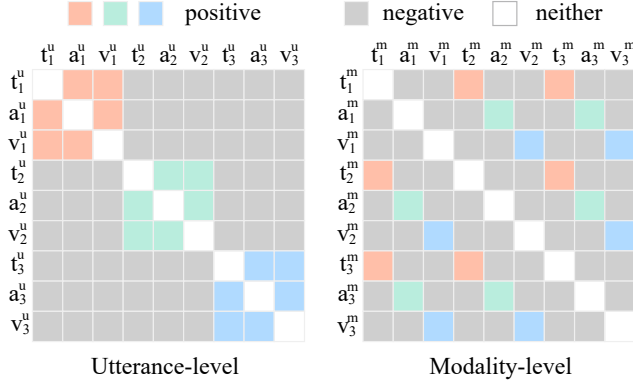 positive negative neither
t₁ᵘ a₁ᵘ v₁ᵘ t₂ᵘ a₂ᵘ v₂ᵘ t₃ᵘ a₃ᵘ v₃ᵘ
t₁ᵐ a₁ᵐ v₁ᵐ t₂ᵐ a₂ᵐ v₂ᵐ t₃ᵐ a₃ᵐ v₃ᵐ
t₁ᵘ
a₁ᵘ
v₁ᵘ
t₂ᵘ
a₂ᵘ
v₂ᵘ
t₃ᵘ
a₃ᵘ
v₃ᵘ
t₁ᵐ
a₁ᵐ
v₁ᵐ
t₂ᵐ
a₂ᵐ
v₂ᵐ
t₃ᵐ
a₃ᵐ
v₃ᵐ
Utterance-level
Modality-level